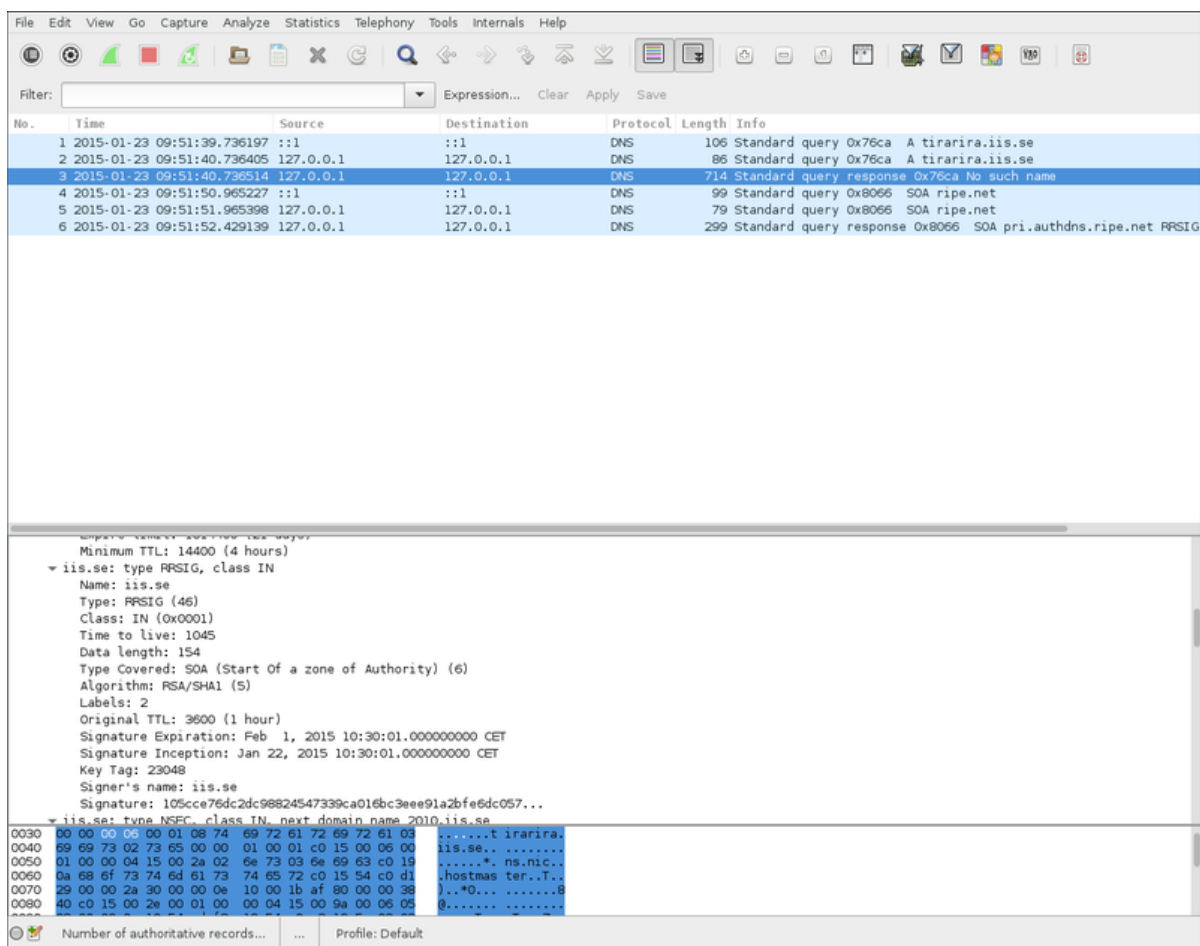 File Edit View Go Capture Analyze Statistics Telephony Tools Internals Help
Filter: Expression... Clear Apply Save
No. Time Source Destination Protocol Length Info
1 2015-01-23 09:51:39.736197 ::1 ::1 DNS 106 Standard query 0x76ca A tirarira.iis.se
2 2015-01-23 09:51:40.736405 127.0.0.1 127.0.0.1 DNS 86 Standard query 0x76ca A tirarira.iis.se
3 2015-01-23 09:51:40.736514 127.0.0.1 127.0.0.1 DNS 714 Standard query response 0x76ca No such name
4 2015-01-23 09:51:50.965227 ::1 ::1 DNS 99 Standard query 0x8066 SOA ripe.net
5 2015-01-23 09:51:51.965398 127.0.0.1 127.0.0.1 DNS 79 Standard query 0x8066 SOA ripe.net
6 2015-01-23 09:51:52.429139 127.0.0.1 127.0.0.1 DNS 299 Standard query response 0x8066 SOA pri.authdns.ripe.net RRSIG
Minimum TTL: 14400 (4 hours)
iis.se: type RRSIG, class IN
Name: iis.se
Type: RRSIG (46)
Class: IN (0x0001)
Time to live: 1045
Data length: 154
Type Covered: SOA (Start Of a zone of Authority) (6)
Algorithm: RSA/SHA1 (5)
Labels: 2
Original TTL: 3600 (1 hour)
Signature Expiration: Feb 1, 2015 10:30:01.000000000 CET
Signature Inception: Jan 22, 2015 10:30:01.000000000 CET
Key Tag: 23048
Signer's name: iis.se
Signature: 105cce76dc2dc98824547339ca016bc3eee91a2bfe6dc057...
iis.se: type NSEC, class IN, next domain name 2010.iis.se
0030 00 00 00 06 00 01 08 74 69 72 61 72 69 72 61 03 .......t irarira.
0040 69 69 73 02 73 65 00 00 01 00 01 c0 15 00 06 00 iis.se.. ........
0050 01 00 00 04 15 00 2a 02 6e 73 03 6e 69 63 c0 19 ......*. ns.nic..
0060 0a 68 6f 73 74 6d 61 73 74 65 72 c0 15 54 c0 d1 .hostmas ter..T..
0070 29 00 00 2a 30 00 00 0e 10 00 1b af 80 00 00 38 )..*0... .......8
0080 40 c0 15 00 2e 00 01 00 00 04 15 00 9a 00 06 05 @....... ........
Number of authoritative records... ... Profile: Default